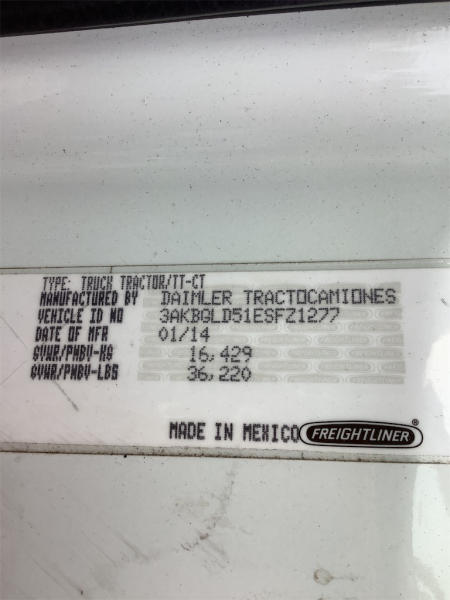 TYPE: TRUCK TRACTOR/TT-CT
MANUFACTURED BY DAIMLER TRACTOCAMIONES
VEHICLE ID NO 3AKBGLD51ESFZ1277
DATE OF MFR 01/14
GVWR/PNBV-KG 16,429
GVWR/PNBV-LBS 36,220
MADE IN MEXICO FREIGHTLINER®